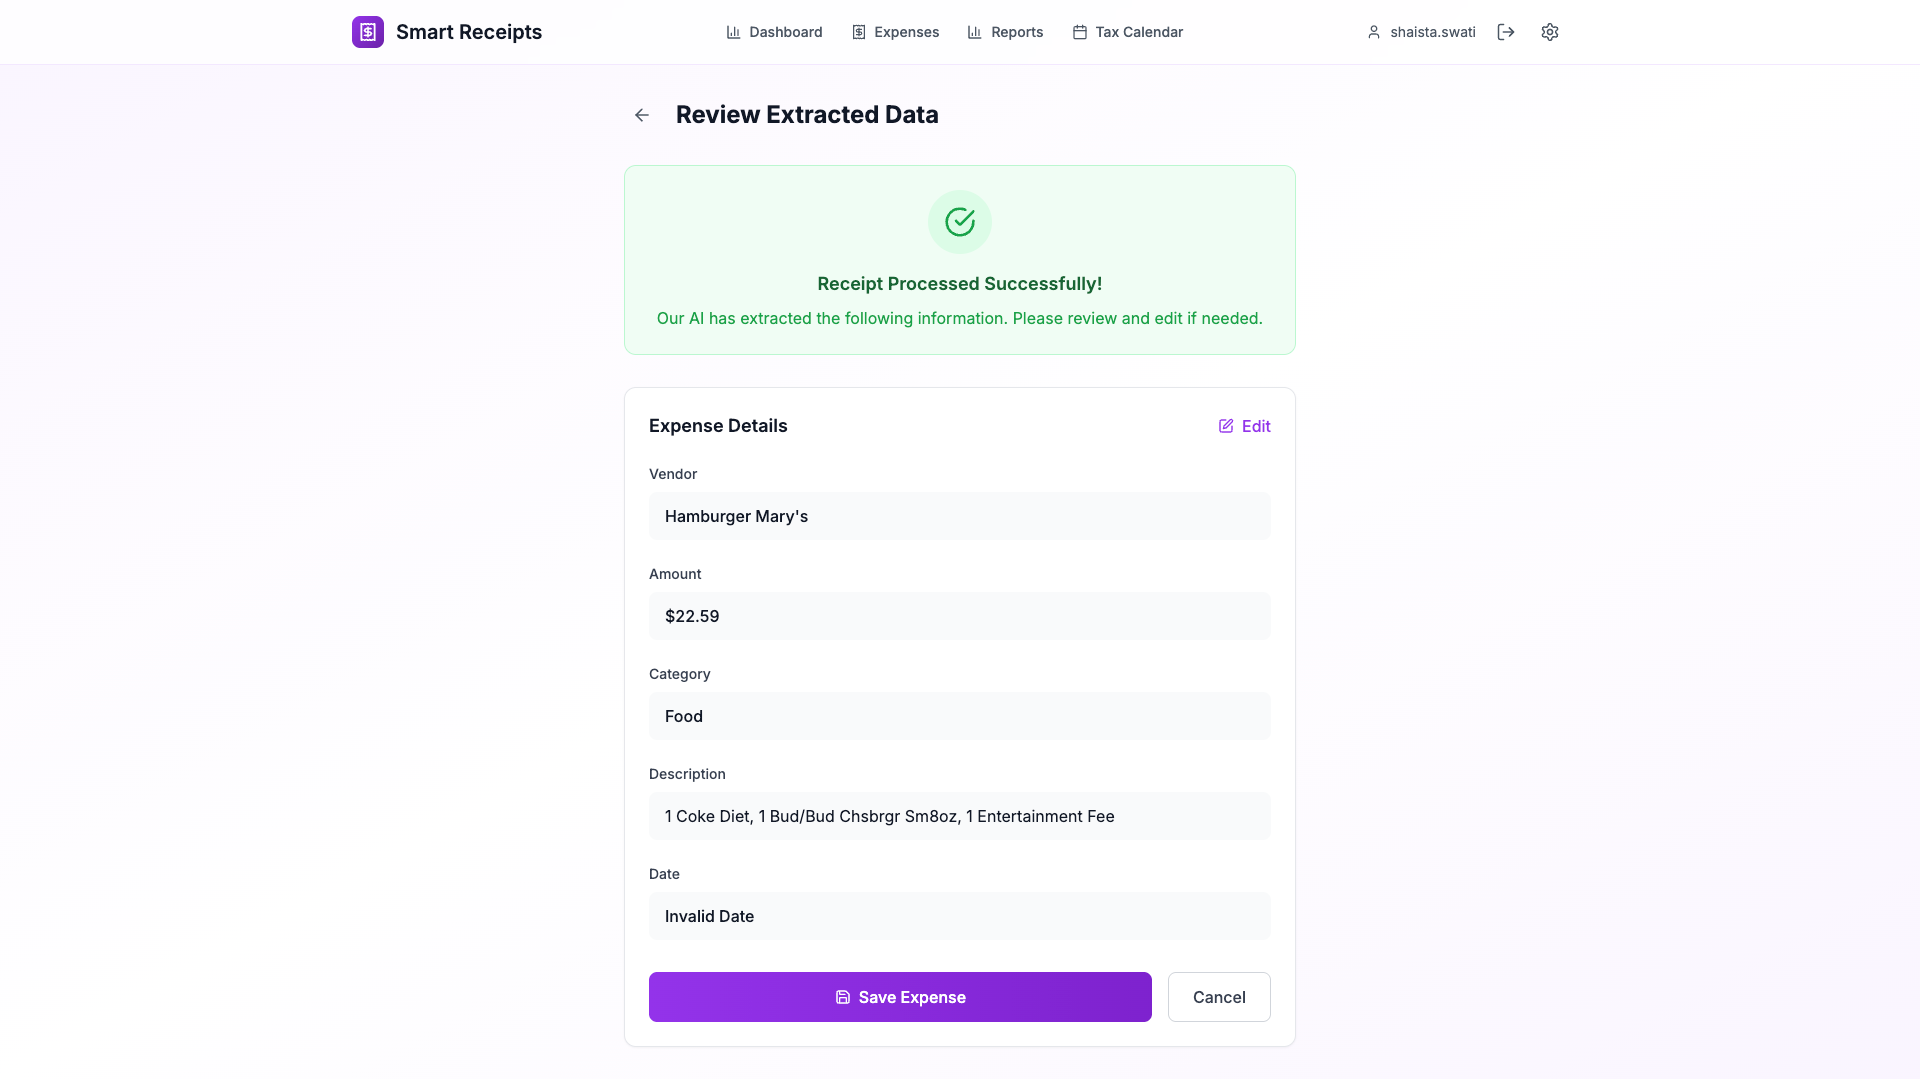 Smart Receipts
Dashboard
Expenses
Reports
Tax Calendar
shaista.swati
Review Extracted Data
Receipt Processed Successfully!
Our AI has extracted the following information. Please review and edit if needed.
Expense Details
Edit
Vendor
Hamburger Mary's
Amount
$22.59
Category
Food
Description
1 Coke Diet, 1 Bud/Bud Chsbrgr Sm8oz, 1 Entertainment Fee
Date
Invalid Date
Save Expense
Cancel